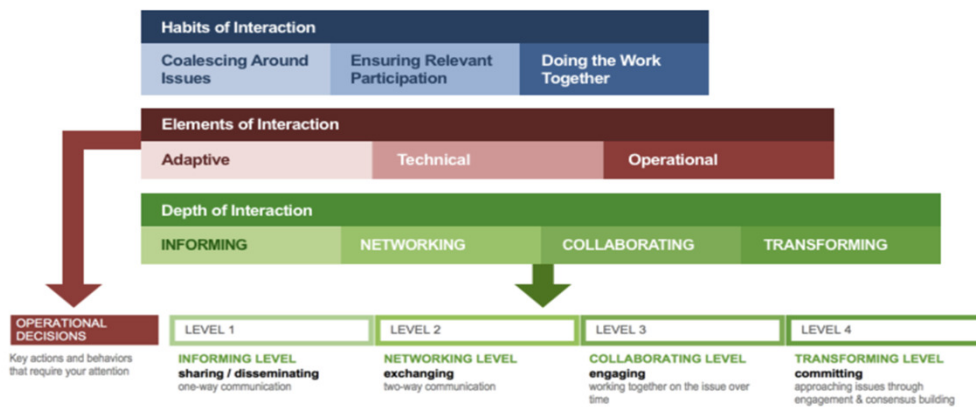 Habits of Interaction
Coalescing Around
Issues
Ensuring Relevant
Participation
Doing the Work
Together
Elements of Interaction
Adaptive
Technical
Operational
Depth of Interaction
INFORMING
NETWORKING
COLLABORATING
TRANSFORMING
OPERATIONAL
DECISIONS
Key actions and behaviors
that require your attention
LEVEL 1
INFORMING LEVEL
sharing / disseminating
one-way communication
LEVEL 2
NETWORKING LEVEL
exchanging
two-way communication
LEVEL 3
COLLABORATING LEVEL
engaging
working together on the issue over
time
LEVEL 4
TRANSFORMING LEVEL
committing
approaching issues through
engagement & consensus building